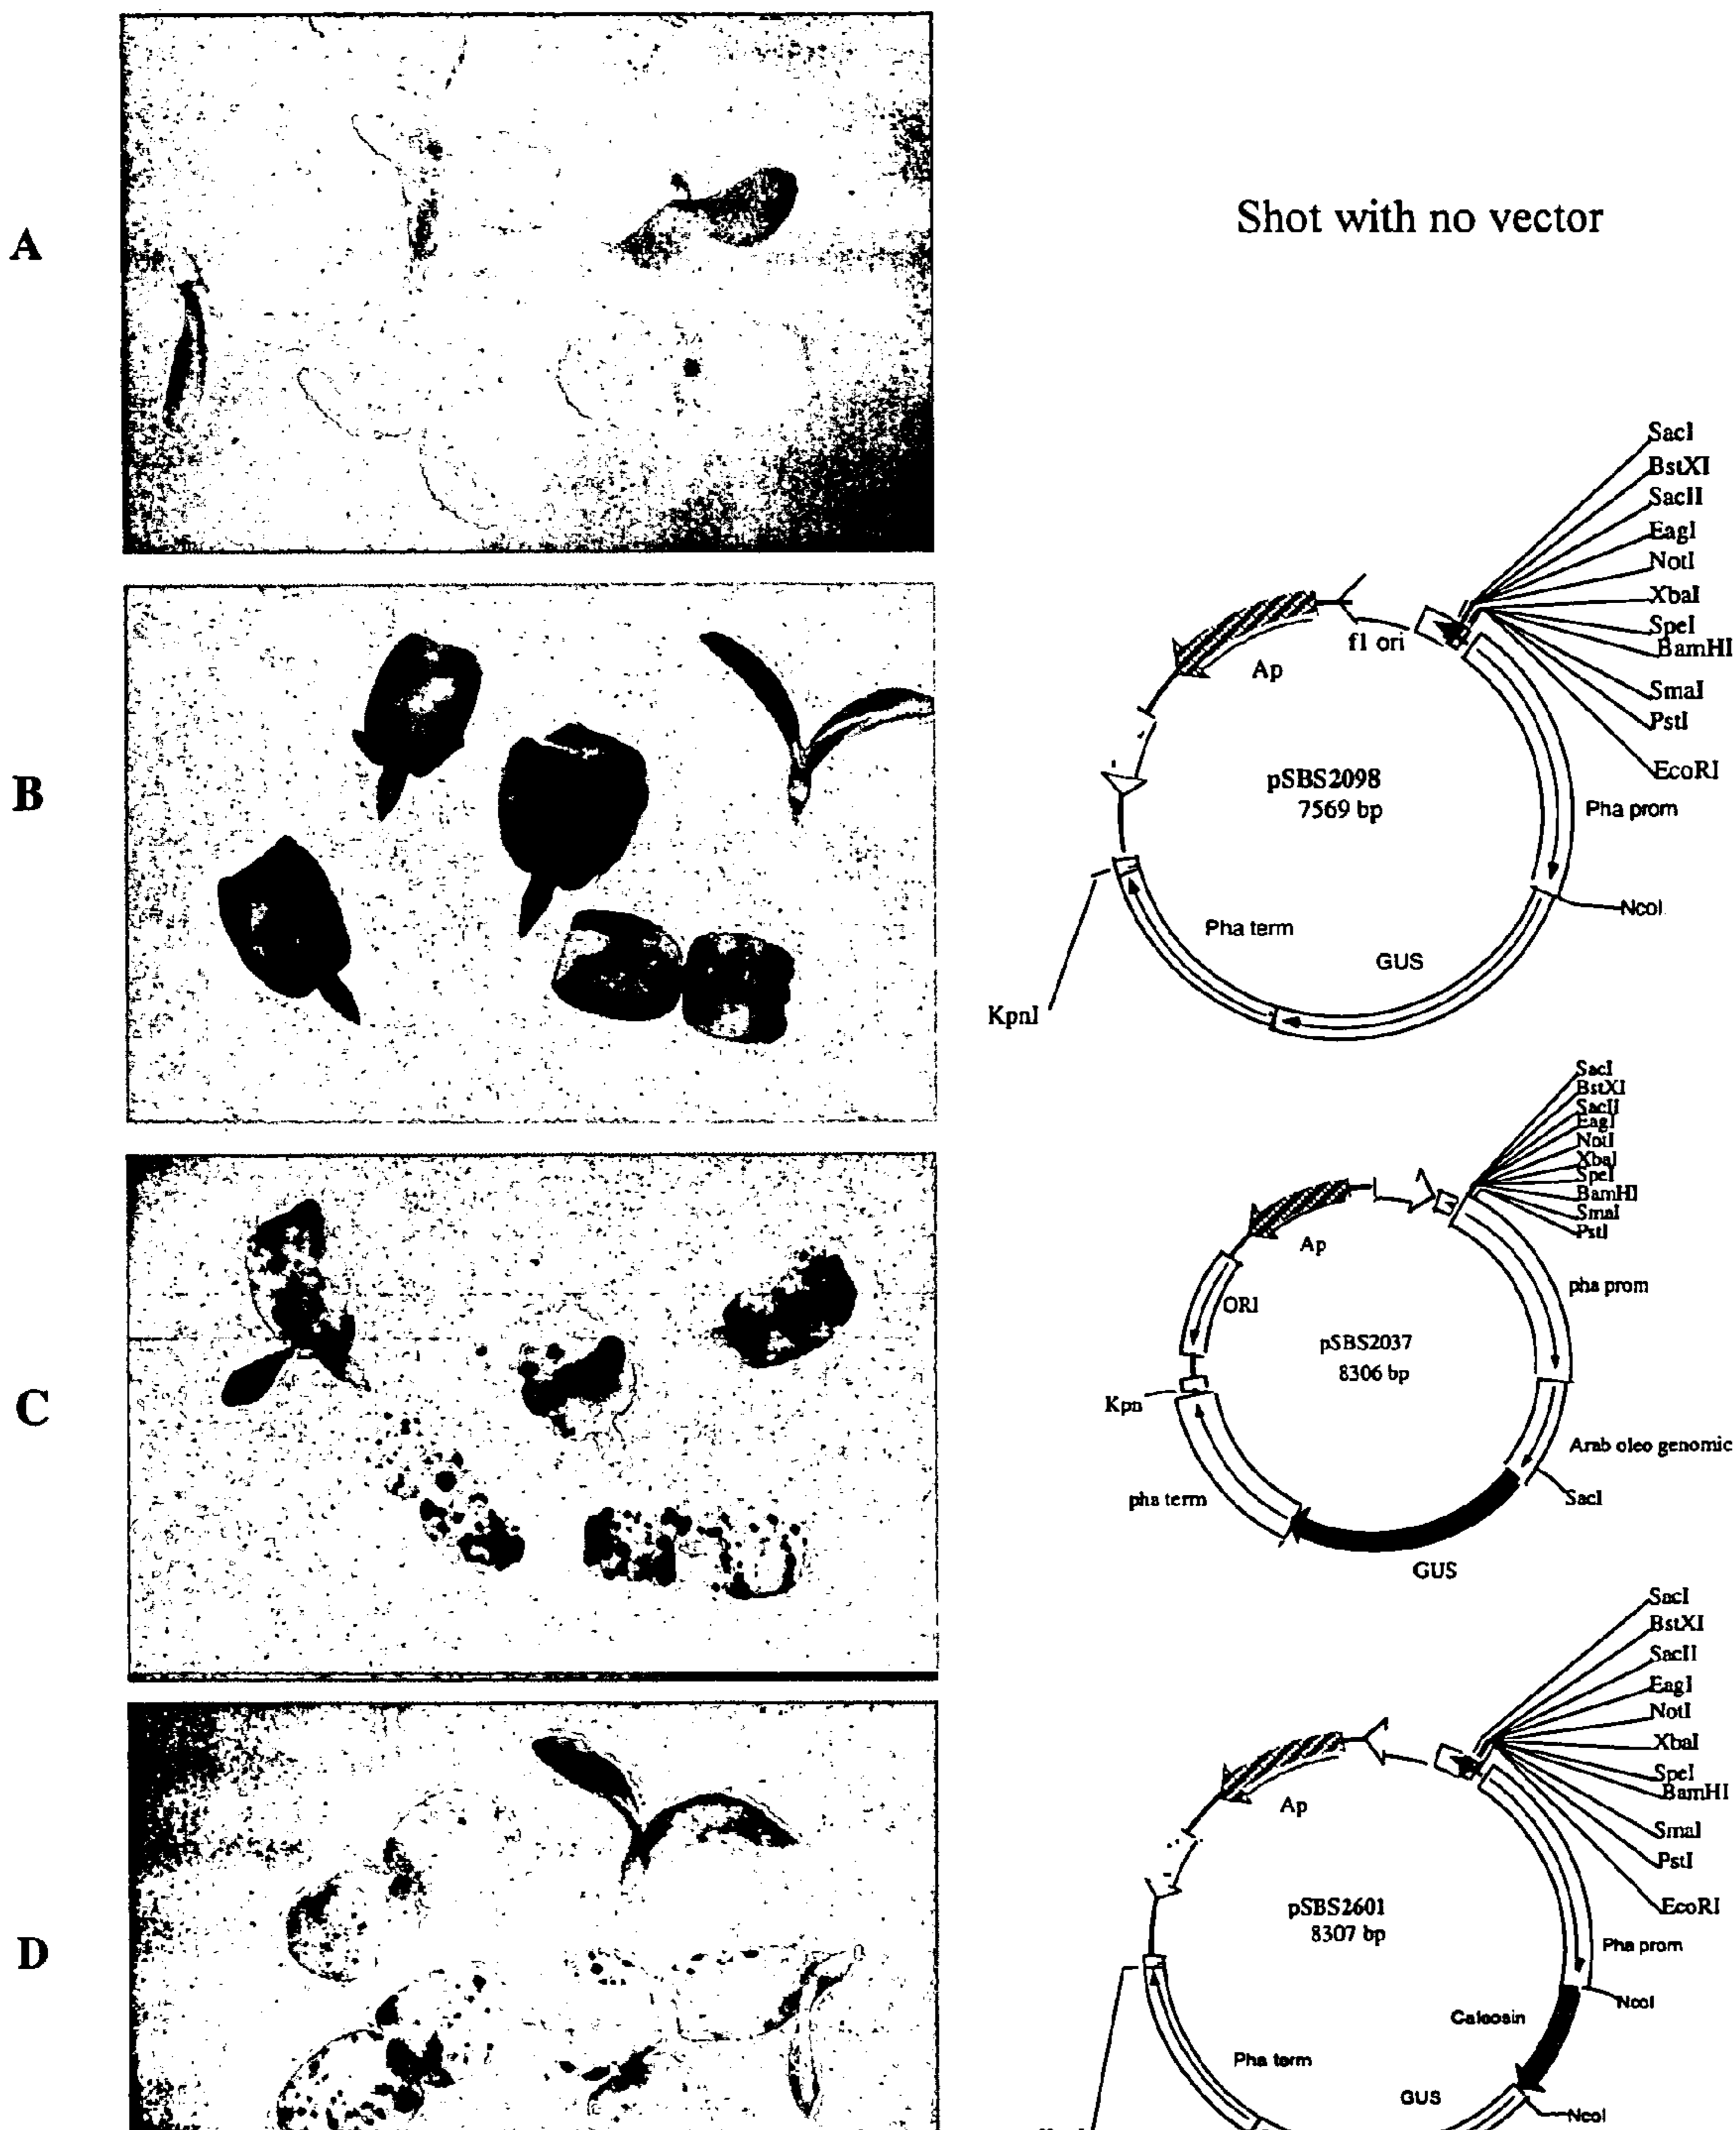 A
Shot with no vector
B
SacI
BstXI
SacII
EagI
NotI
XbaI
SpeI
BamHI
SmaI
PstI
EcoRI
f1 ori
Ap
pSBS2098
7569 bp
Pha prom
NcoI
Pha term
GUS
KpnI
C
SacI
BstXI
SacII
EagI
NotI
XbaI
SpeI
BamHI
SmaI
PstI
Ap
ORI
pha prom
pSBS2037
8306 bp
Kpn
Arab oleo genomic
pha term
SacI
GUS
D
SacI
BstXI
SacII
EagI
NotI
XbaI
SpeI
BamHI
SmaI
PstI
EcoRI
Ap
pSBS2601
8307 bp
Pha prom
NcoI
Caleosin
Pha term
GUS
NcoI